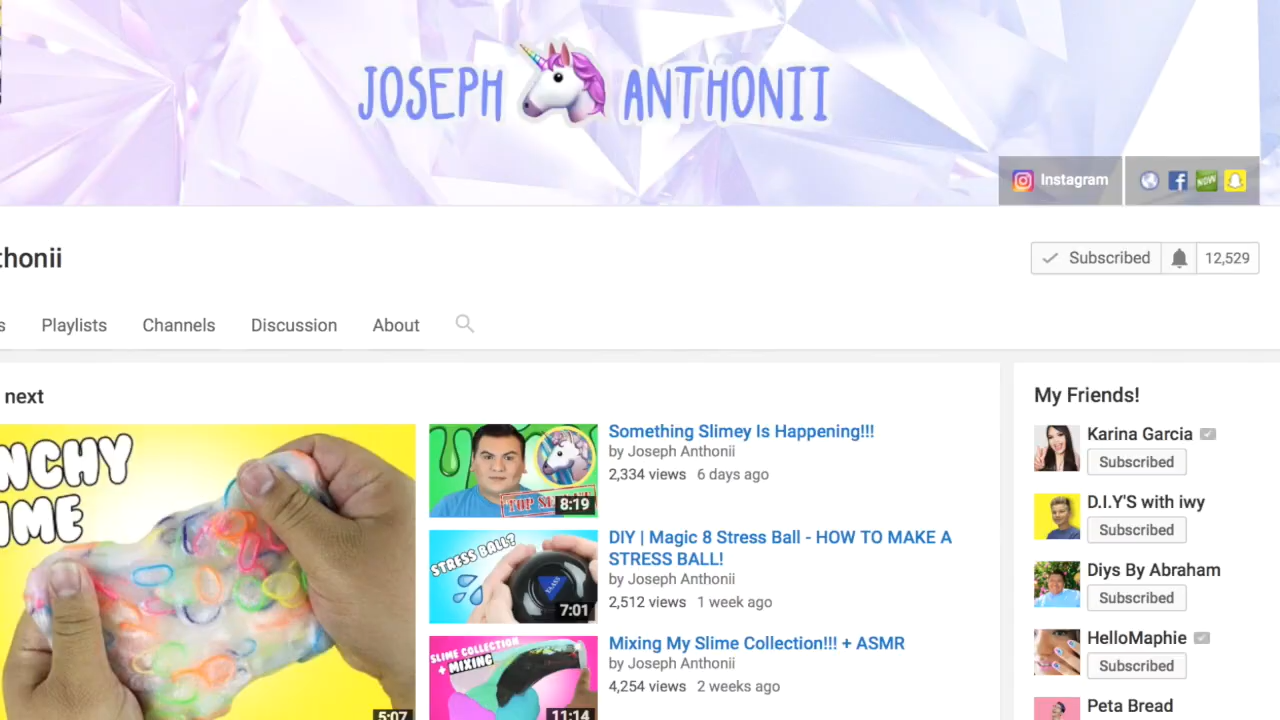 JOSEPH ANTHONII
Instagram
NOW
thonii
Subscribed
12,529
s
Playlists
Channels
Discussion
About
next
NCHY
IME
5:07
Something Slimey Is Happening!!!
by Joseph Anthonii
2,334 views 6 days ago
8:19
STRESS BALL?
DIY | Magic 8 Stress Ball - HOW TO MAKE A
STRESS BALL!
by Joseph Anthonii
2,512 views 1 week ago
7:01
SLIME COLLECTION
+ MIXING
Mixing My Slime Collection!!! + ASMR
by Joseph Anthonii
4,254 views 2 weeks ago
11:14
My Friends!
Karina Garcia
Subscribed
D.I.Y'S with iwy
Subscribed
Diys By Abraham
Subscribed
HelloMaphie
Subscribed
Peta Bread